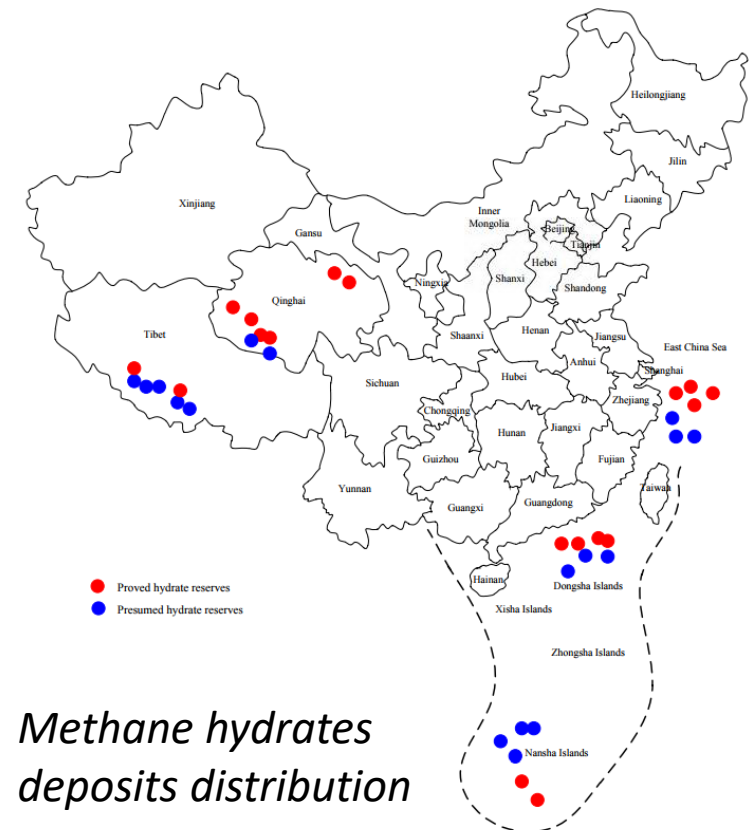 Heilongjiang
Jilin
Liaoning
Xinjiang
Inner
Mongolia
Gansu
Beijing
Tianjin
Hebei
Ningxia
Shanxi
Shandong
Qinghai
Tibet
Shaanxi
Henan
Jiangsu
East China Sea
Anhui
Shanghai
Sichuan
Hubei
Zhejiang
Chongqing
Hunan
Jiangxi
Guizhou
Fujian
Yunnan
Taiwan
Guangxi
Guangdong
Hainan
Dongsha Islands
Proved hydrate reserves
Presumed hydrate reserves
Xisha Islands
Zhongsha Islands
Nansha Islands
Methane hydrates
deposits distribution